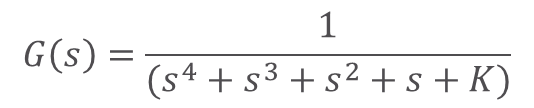 G(s) = 1 / (s⁴ + s³ + s² + s + K)